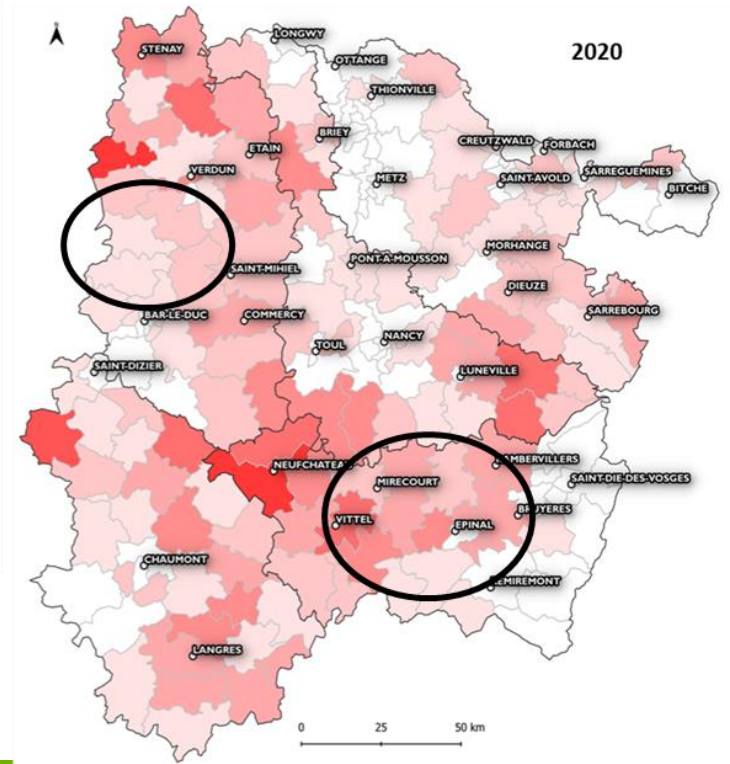 2020
LONGWY
STENAY
OTTANGE
THIONVILLE
BRIEY
CREUTZWALD
FORBACH
ETAIN
VERDUN
METZ
SAINT-AVOLD
SARREGUEMINES
BITCHE
MORHANGE
PONT-A-MOUSSON
SAINT-MIHIEL
DIEUZE
BAR-LE-DUC
COMMERCY
SARREBOURG
TOUL
NANCY
SAINT-DIZIER
LUNEVILLE
NEUFCHATEAU
MIRECOURT
SAINT-DIE-DES-VOSGES
BRUYERES
VITTEL
EPINAL
CHAUMONT
LANGRES
0 25 50 km